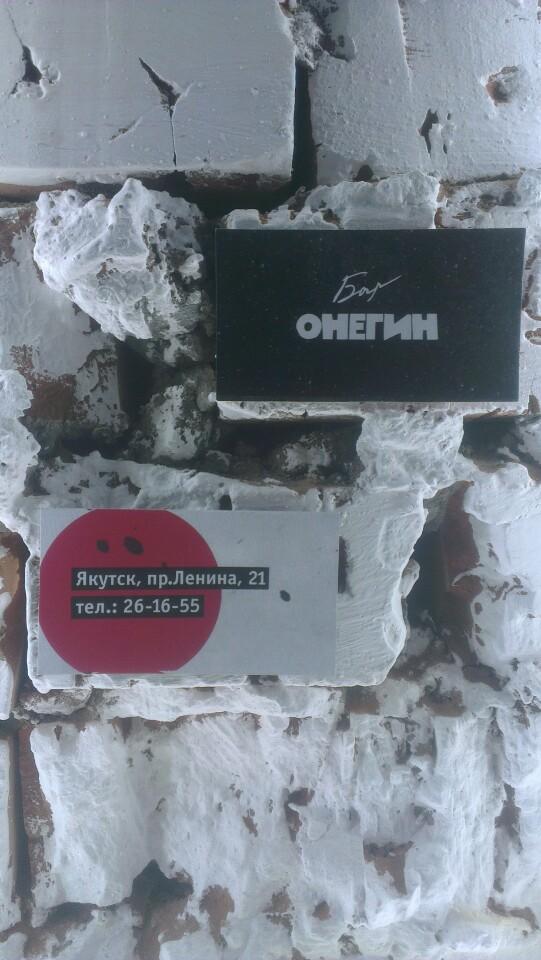 Бар
ОНЕГИН
Якутск, пр.Ленина, 21
тел.: 26-16-55